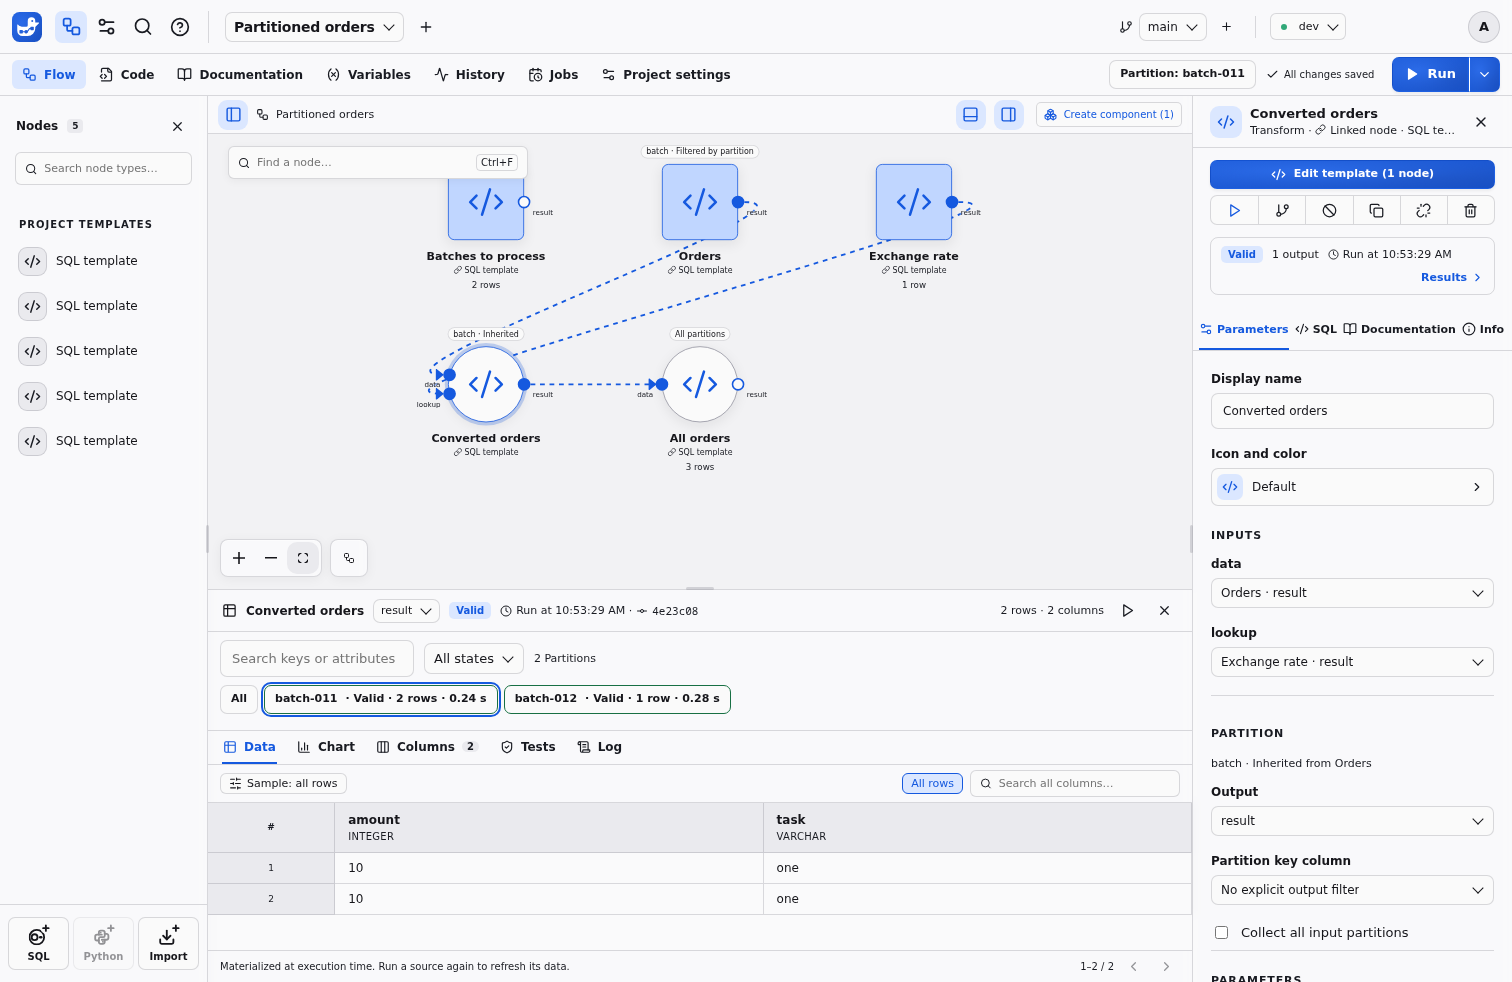 Partitioned orders
main
dev
A
Flow
Code
Documentation
Variables
History
Jobs
Project settings
Partition: batch-011
All changes saved
Run
Nodes 5
Search node types...
PROJECT TEMPLATES
SQL template
SQL template
SQL template
SQL template
SQL template
SQL
Python
Import
Partitioned orders
Create component (1)
Find a node...
Ctrl+F
result
Batches to process
SQL template
2 rows
batch · Filtered by partition
result
Orders
SQL template
result
Exchange rate
SQL template
1 row
batch · Inherited
data
lookup
result
Converted orders
SQL template
All partitions
data
result
All orders
SQL template
3 rows
Converted orders
result
Valid
Run at 10:53:29 AM ·
4e23c08
2 rows · 2 columns
Search keys or attributes
All states
2 Partitions
All
batch-011 · Valid · 2 rows · 0.24 s
batch-012 · Valid · 1 row · 0.28 s
Data
Chart
Columns 2
Tests
Log
Sample: all rows
All rows
Search all columns...
# amount task
INTEGER VARCHAR
1 10 one
2 10 one
Materialized at execution time. Run a source again to refresh its data.
1–2 / 2
Converted orders
Transform · Linked node · SQL te...
Edit template (1 node)
Valid 1 output Run at 10:53:29 AM
Results
Parameters
SQL
Documentation
Info
Display name
Converted orders
Icon and color
Default
INPUTS
data
Orders · result
lookup
Exchange rate · result
PARTITION
batch · Inherited from Orders
Output
result
Partition key column
No explicit output filter
Collect all input partitions
PARAMETERS